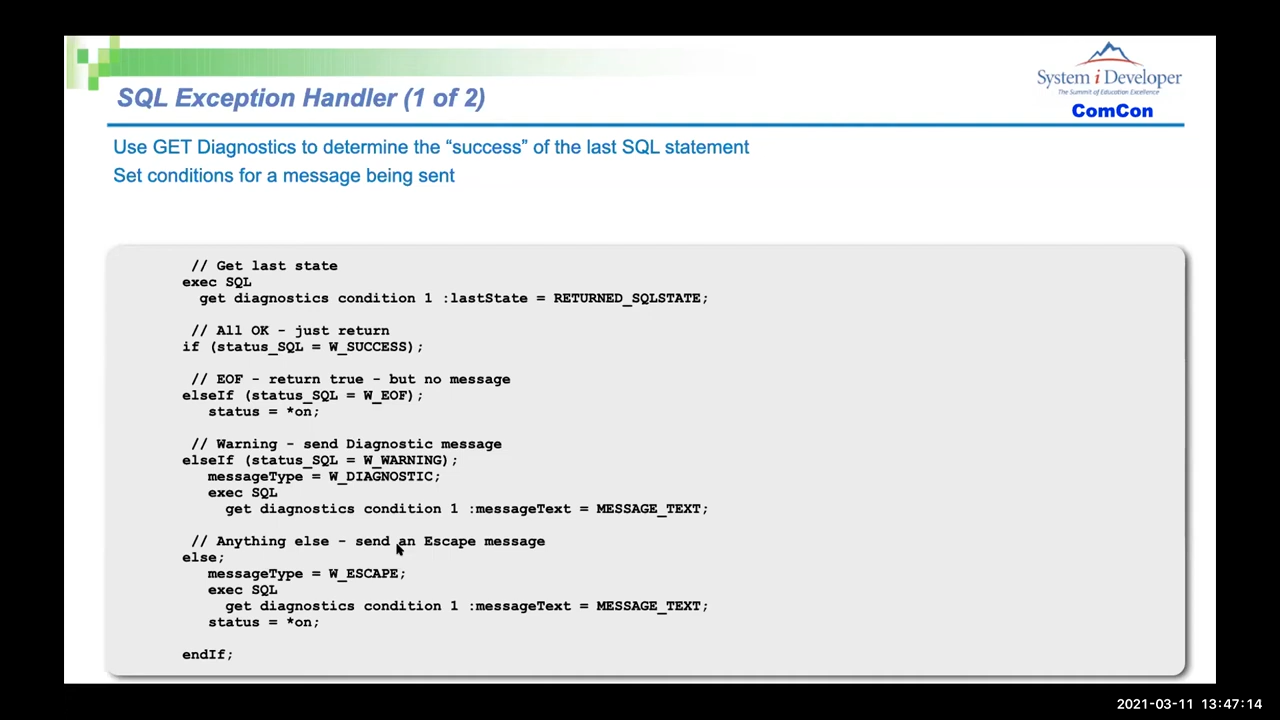 System i Developer
The Summit of Education Excellence
ComCon
SQL Exception Handler (1 of 2)
Use GET Diagnostics to determine the “success” of the last SQL statement
Set conditions for a message being sent
// Get last state
exec SQL
get diagnostics condition 1 :lastState = RETURNED_SQLSTATE;
// All OK - just return
if (status_SQL = W_SUCCESS);
// EOF - return true - but no message
elseIf (status_SQL = W_EOF);
status = *on;
// Warning - send Diagnostic message
elseIf (status_SQL = W_WARNING);
messageType = W_DIAGNOSTIC;
exec SQL
get diagnostics condition 1 :messageText = MESSAGE_TEXT;
// Anything else - send an Escape message
else;
messageType = W_ESCAPE;
exec SQL
get diagnostics condition 1 :messageText = MESSAGE_TEXT;
status = *on;
endIf;
2021-03-11 13:47:14